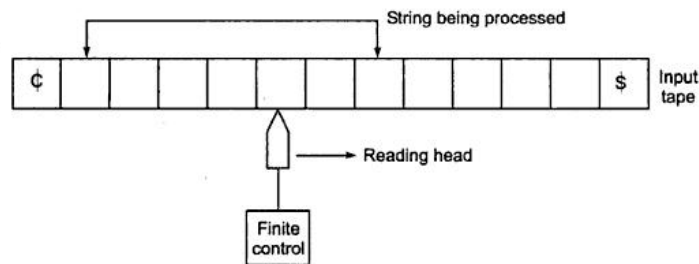 String being processed
¢
$
Input
tape
Reading head
Finite
control